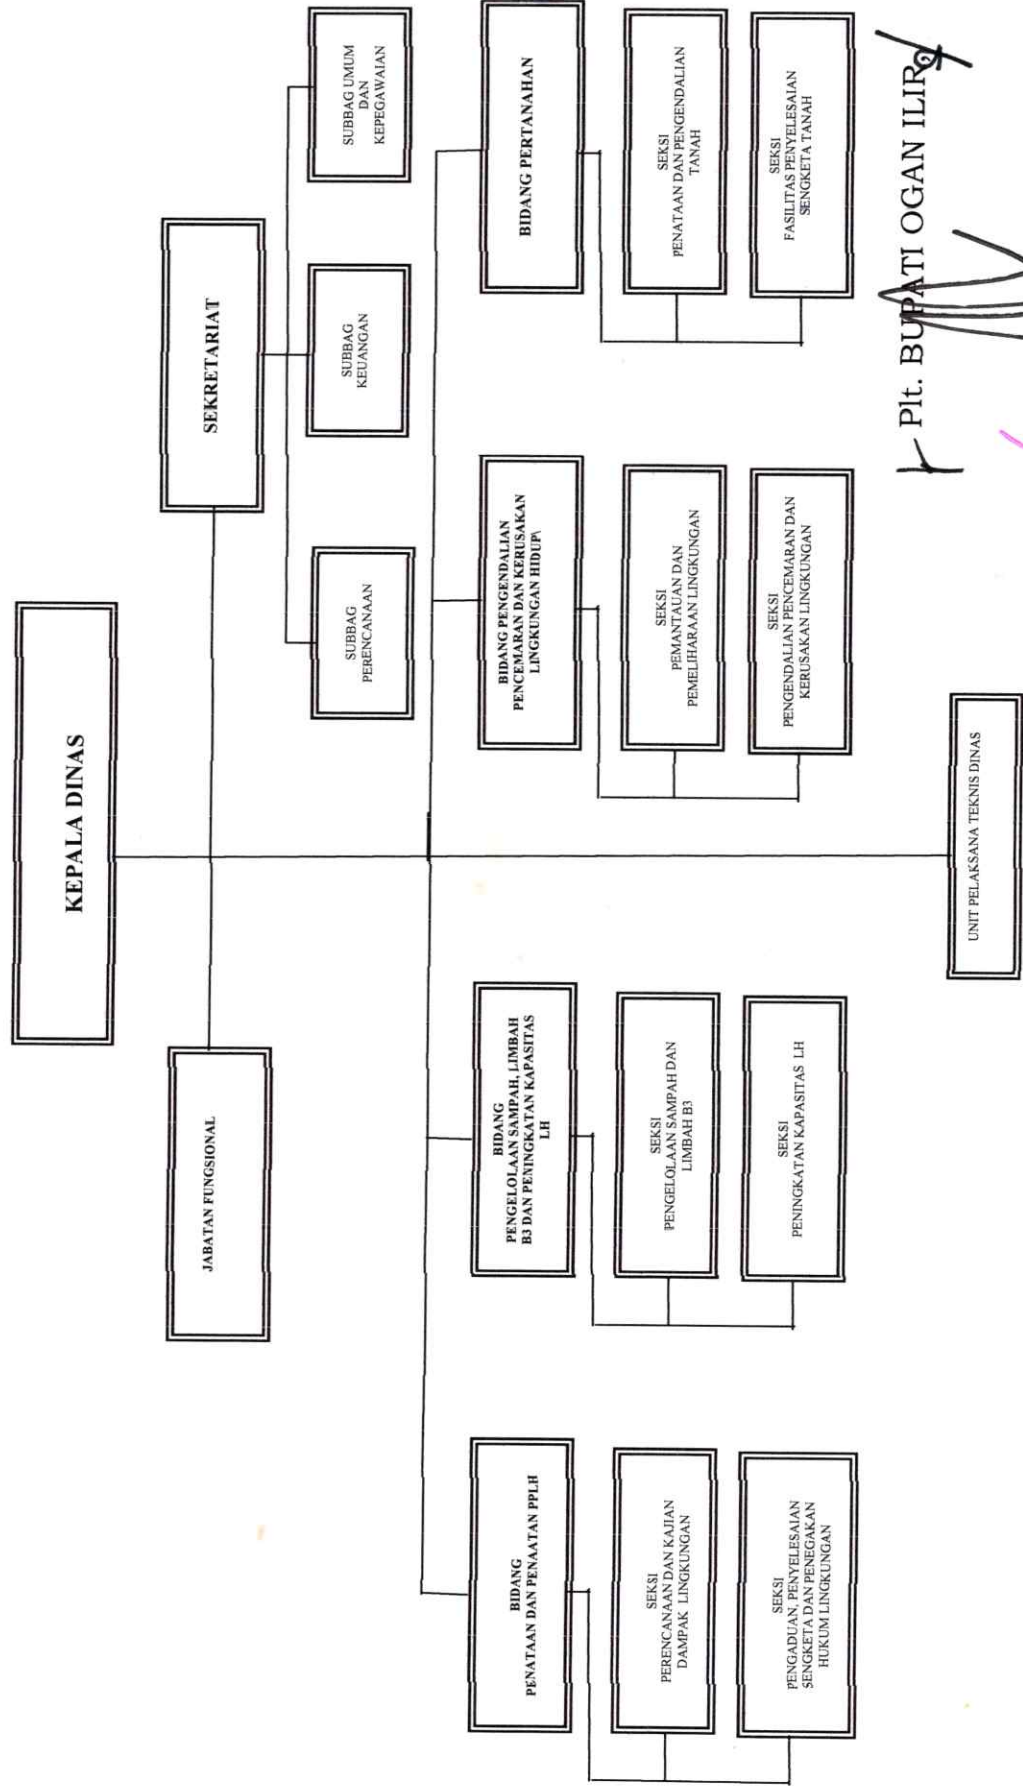 KEPALA DINAS
JABATAN FUNGSIONAL
SEKRETARIAT
SUBBAG
PERENCANAAN
SUBBAG
KEUANGAN
SUBBAG UMUM
DAN
KEPEGAWAIAN
BIDANG
PENATAAN DAN PENAATAN PPLH
SEKSI
PERENCANAAN DAN KAJIAN
DAMPAK LINGKUNGAN
SEKSI
PENGADUAN, PENYELESAIAN
SENGKETA DAN PENEGAKAN
HUKUM LINGKUNGAN
BIDANG
PENGELOLAAN SAMPAH, LIMBAH
B3 DAN PENINGKATAN KAPASITAS
LH
SEKSI
PENGELOLAAN SAMPAH DAN
LIMBAH B3
SEKSI
PENINGKATAN KAPASITAS LH
BIDANG PENGENDALIAN
PENCEMARAN DAN KERUSAKAN
LINGKUNGAN HIDUP\
SEKSI
PEMANTAUAN DAN
PEMELIHARAAN LINGKUNGAN
SEKSI
PENGENDALIAN PENCEMARAN DAN
KERUSAKAN LINGKUNGAN
BIDANG PERTANAHAN
SEKSI
PENATAAN DAN PENGENDALIAN
TANAH
SEKSI
FASILITAS PENYELESAIAN
SENGKETA TANAH
UNIT PELAKSANA TEKNIS DINAS
Plt. BUPATI OGAN ILIR